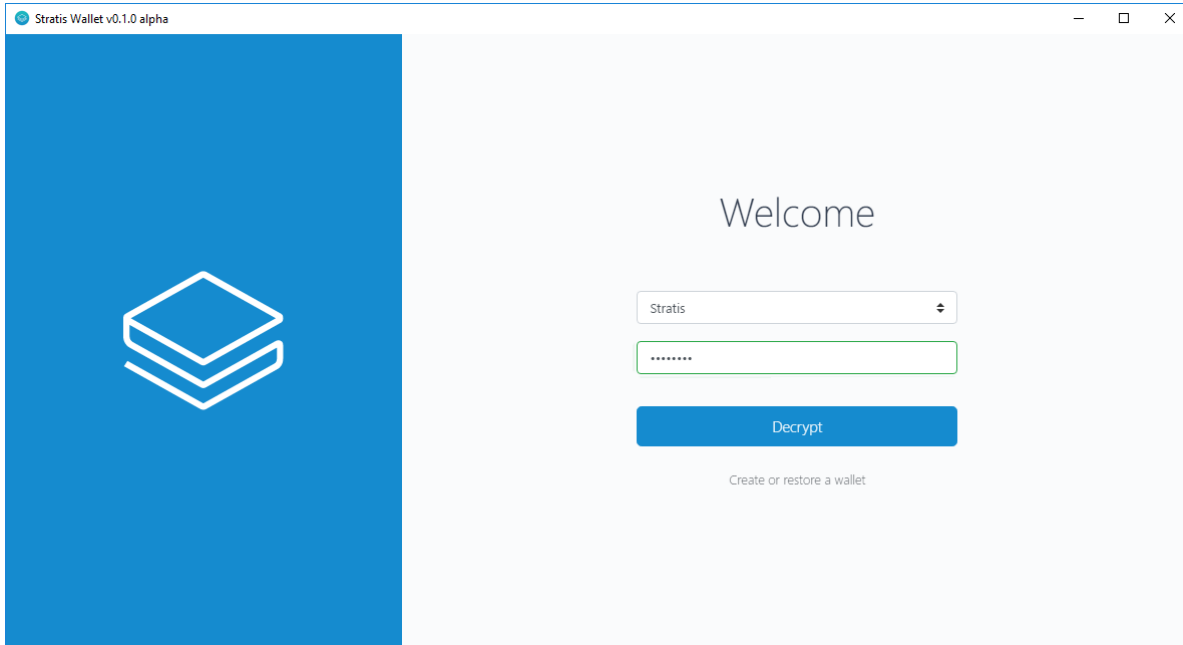 Stratis Wallet v0.1.0 alpha
Welcome
Stratis
••••••••
Decrypt
Create or restore a wallet